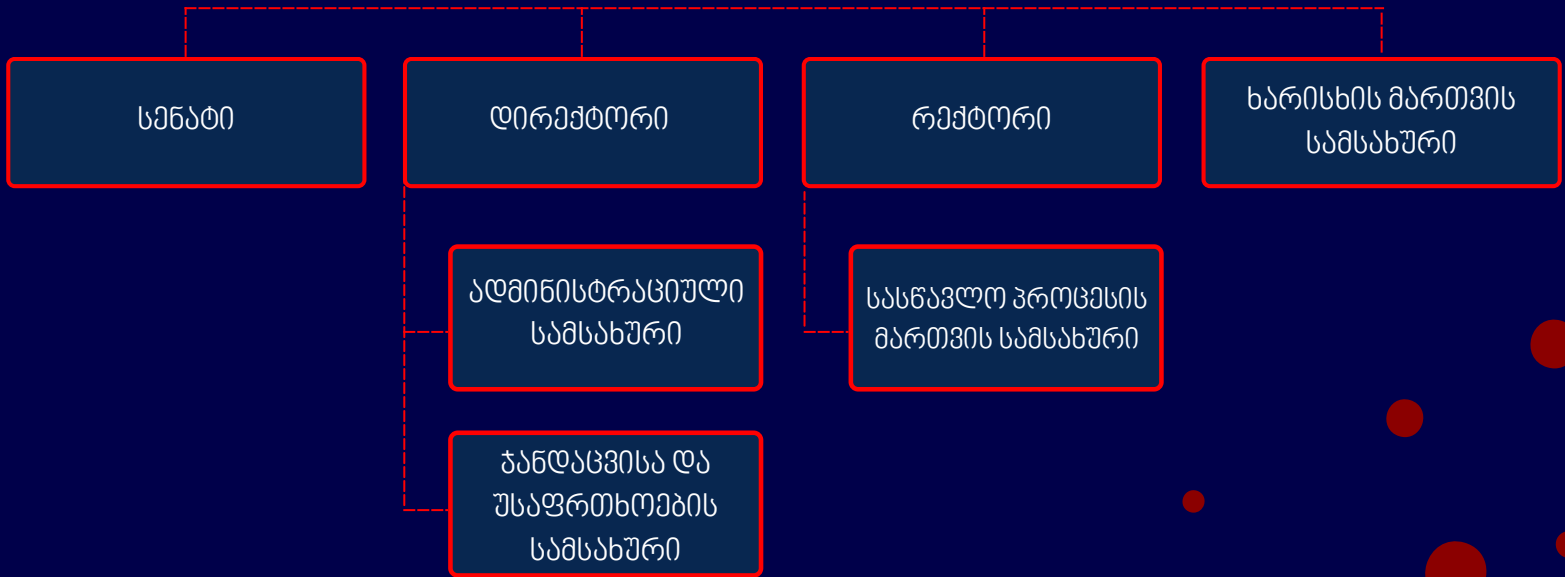 სენატი
დირექტორი
რექტორი
ხარისხის მართვის
სამსახური
ადმინისტრაციული
სამსახური
სასწავლო პროცესის
მართვის სამსახური
ჯანდაცვისა და
უსაფრთხოების
სამსახური